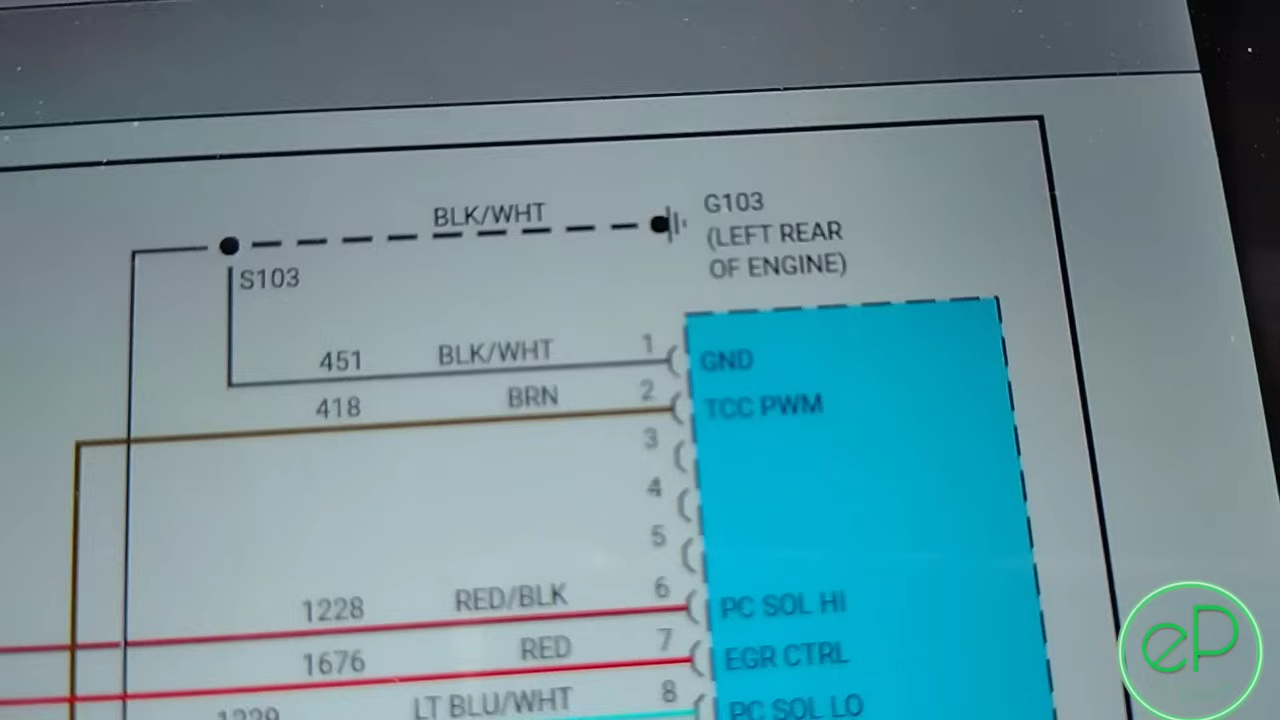 BLK/WHT
G103
(LEFT REAR
OF ENGINE)
S103
451 BLK/WHT 1 GND
418 BRN 2 TCC PWM
3
4
5
1228 RED/BLK 6 PC SOL HI
1676 RED 7 EGR CTRL
1229 LT BLU/WHT 8 PC SOL LO
eP